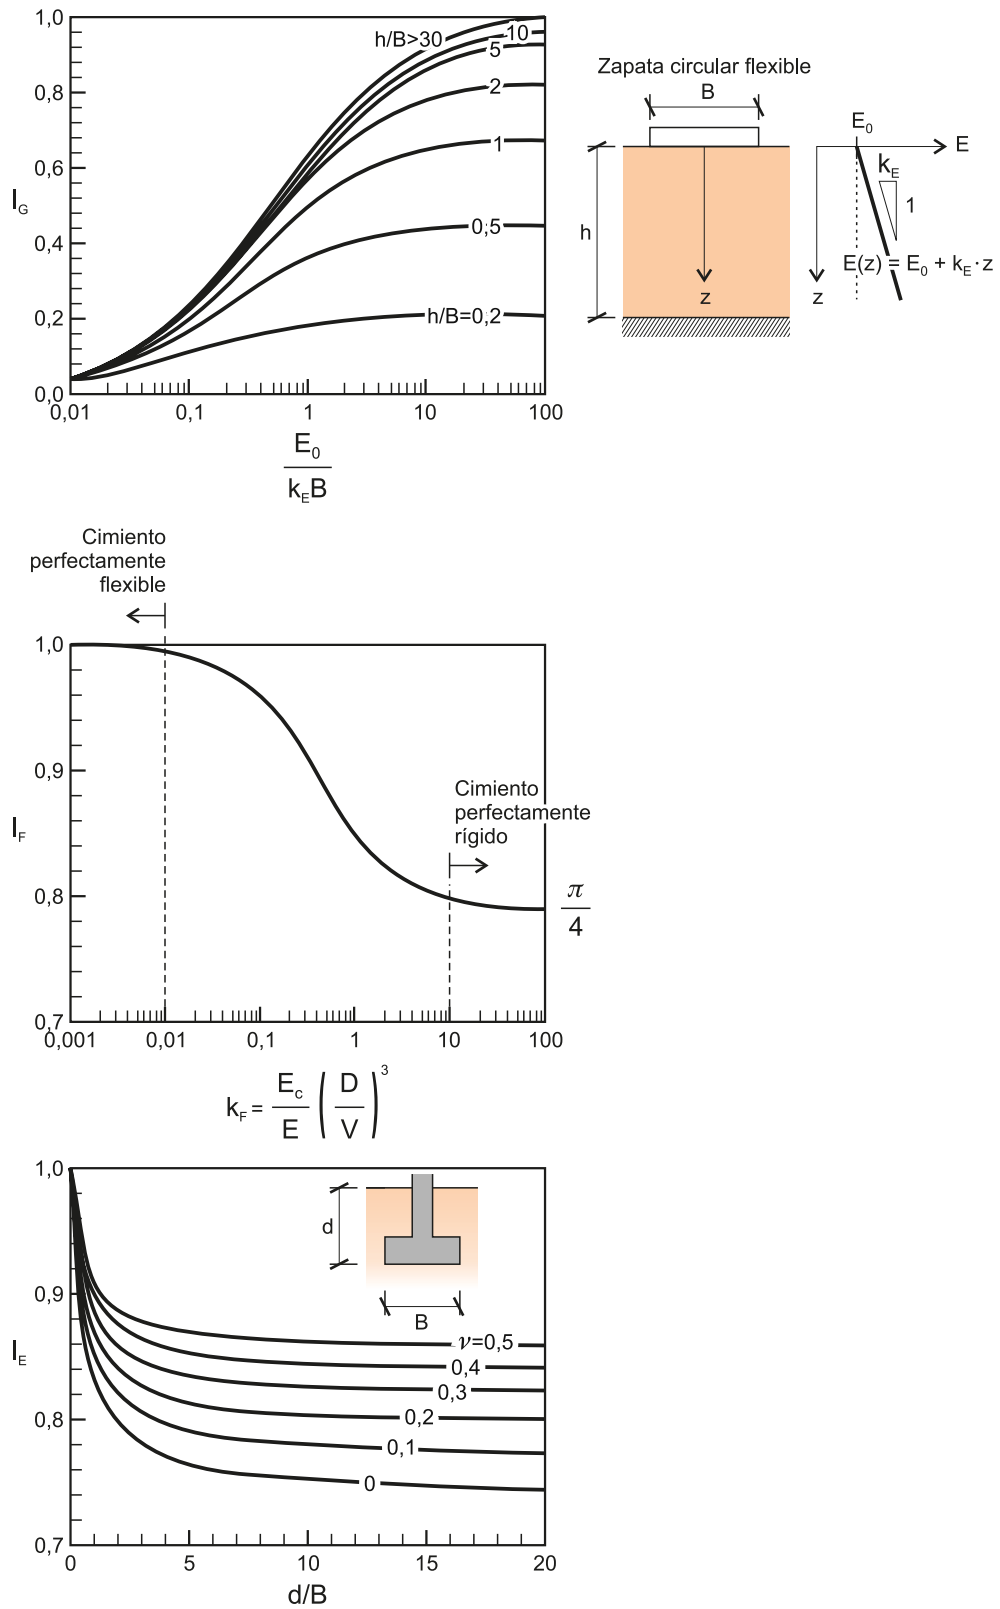 1,0
0,8
0,6
0,4
0,2
0,0
I_G
h/B>30
10
5
2
1
0,5
h/B=0,2
0,01
0,1
1
10
100
E_0
k_E B
Zapata circular flexible
B
h
z
E_0
E
k_E
1
E(z) = E_0 + k_E · z
z
Cimiento
perfectamente
flexible
1,0
0,9
0,8
0,7
I_F
Cimiento
perfectamente
rígido
π
4
0,001
0,01
0,1
1
10
100
k_F = E_c/E (D/V)^3
1,0
0,9
0,8
0,7
I_E
d
B
ν=0,5
0,4
0,3
0,2
0,1
0
0
5
10
15
20
d/B